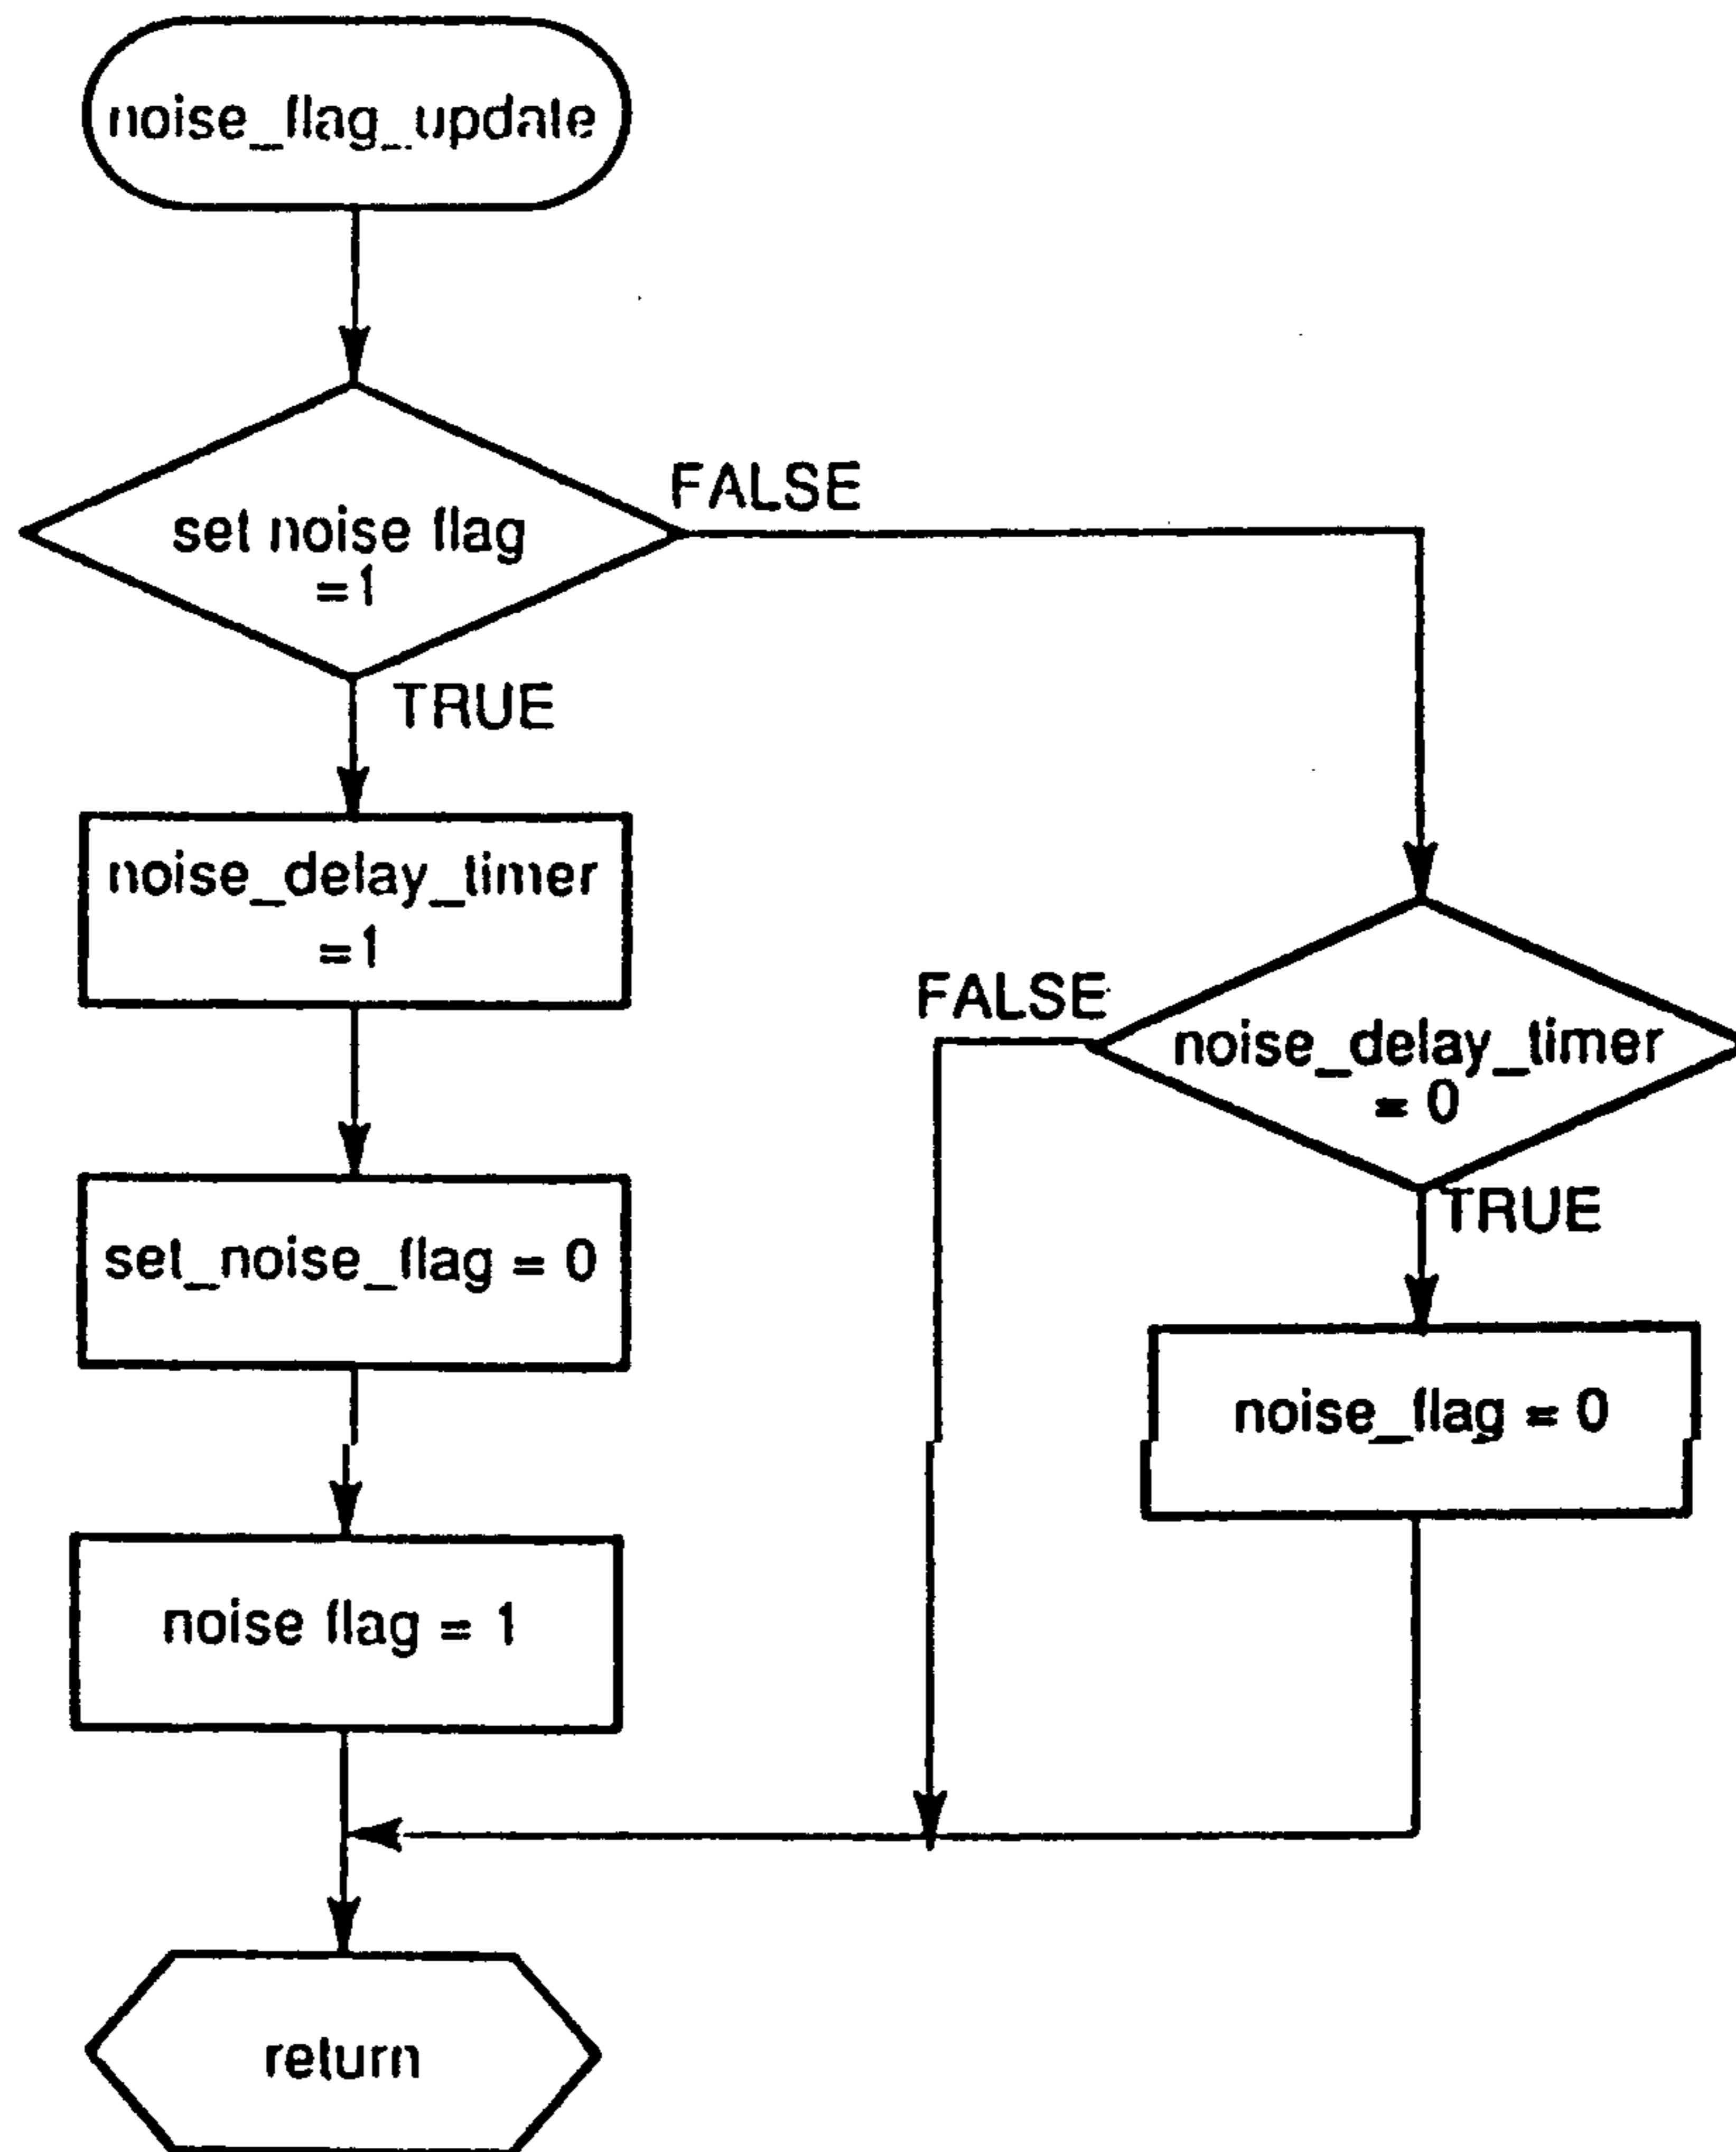 noise_flag_update
set noise flag
=1
FALSE
TRUE
noise_delay_timer
=1
set_noise_flag = 0
noise flag = 1
return
FALSE
noise_delay_timer
= 0
TRUE
noise_flag = 0